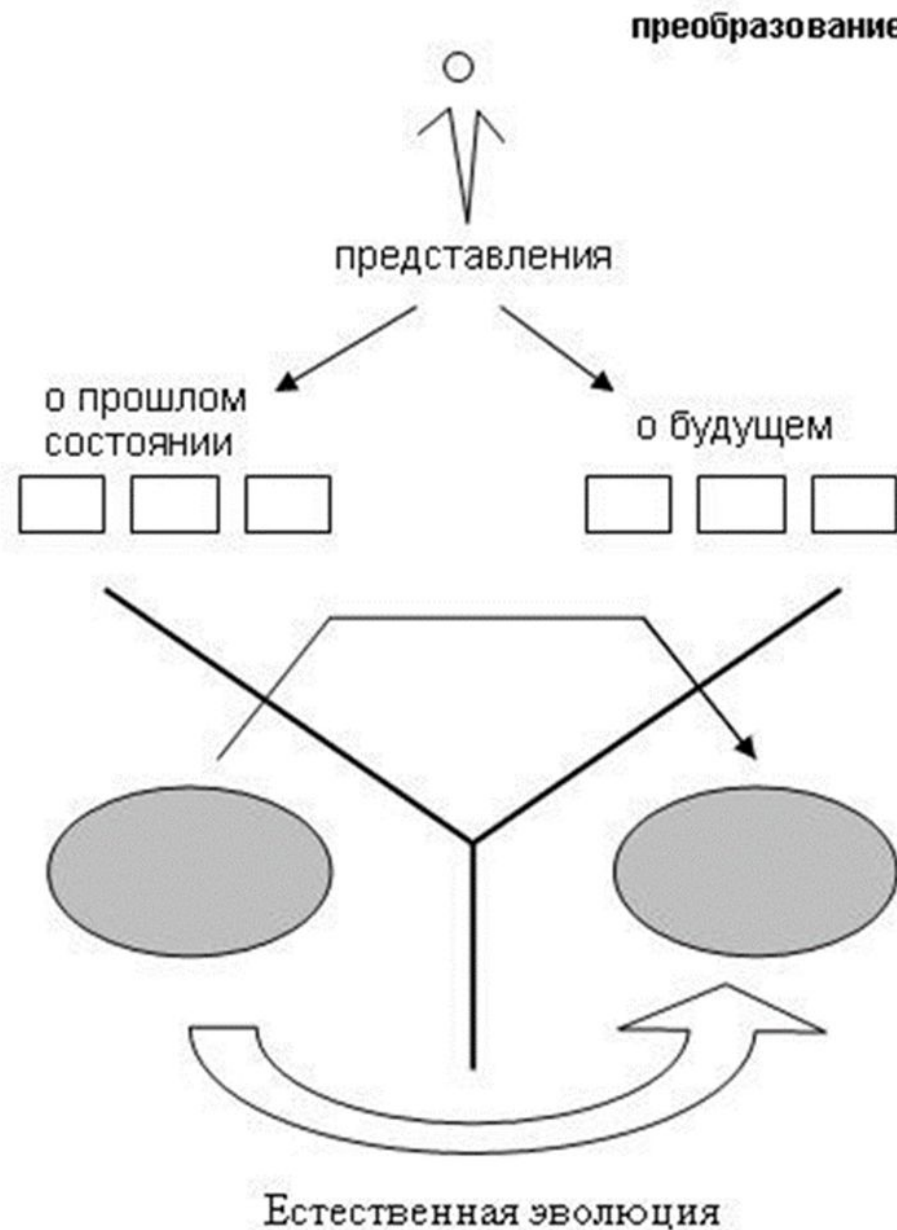 преобразование
представления
о прошлом
состоянии
о будущем
Естественная эволюция